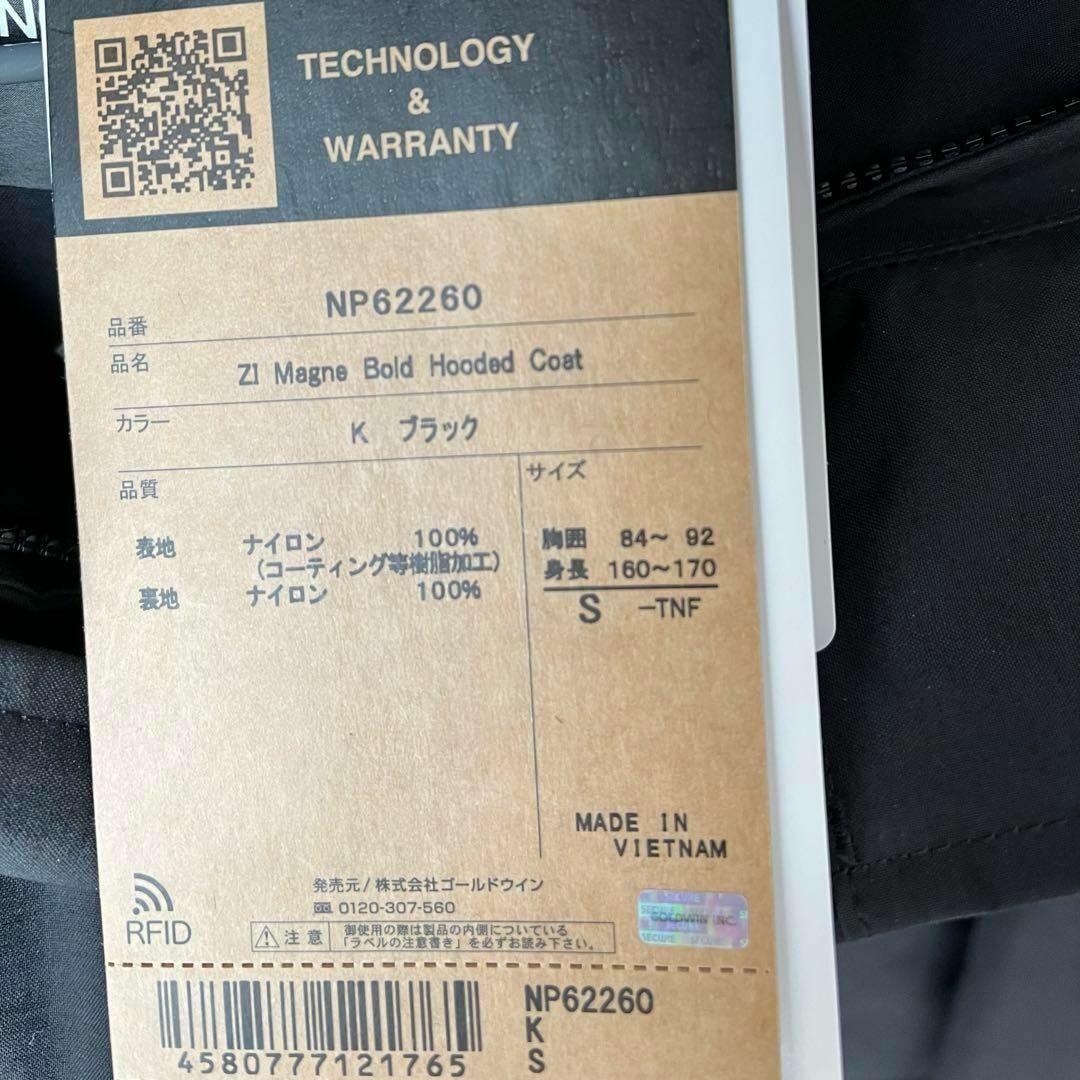 N
TECHNOLOGY
&
WARRANTY
品番 NP62260
品名 ZI Magne Bold Hooded Coat
カラー K ブラック
品質
表地 ナイロン 100%
(コーティング等樹脂加工)
裏地 ナイロン 100%
サイズ
胸囲 84〜 92
身長 160〜170
S -TNF
MADE IN
VIETNAM
RFID
発売元/株式会社ゴールドウイン
0120-307-560
注意
御使用の際は製品の内側についている
「ラベルの注意書き」を必ずお読み下さい。
SECURE
GOLDWIN INC.
SECURE
4580777121765
NP62260
K
S